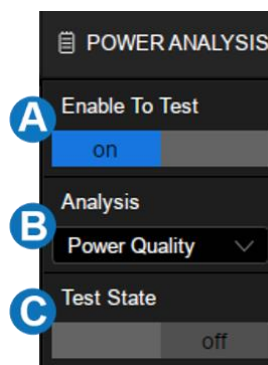 POWER ANALYSIS
A
Enable To Test
on
B
Analysis
Power Quality
C
Test State
off